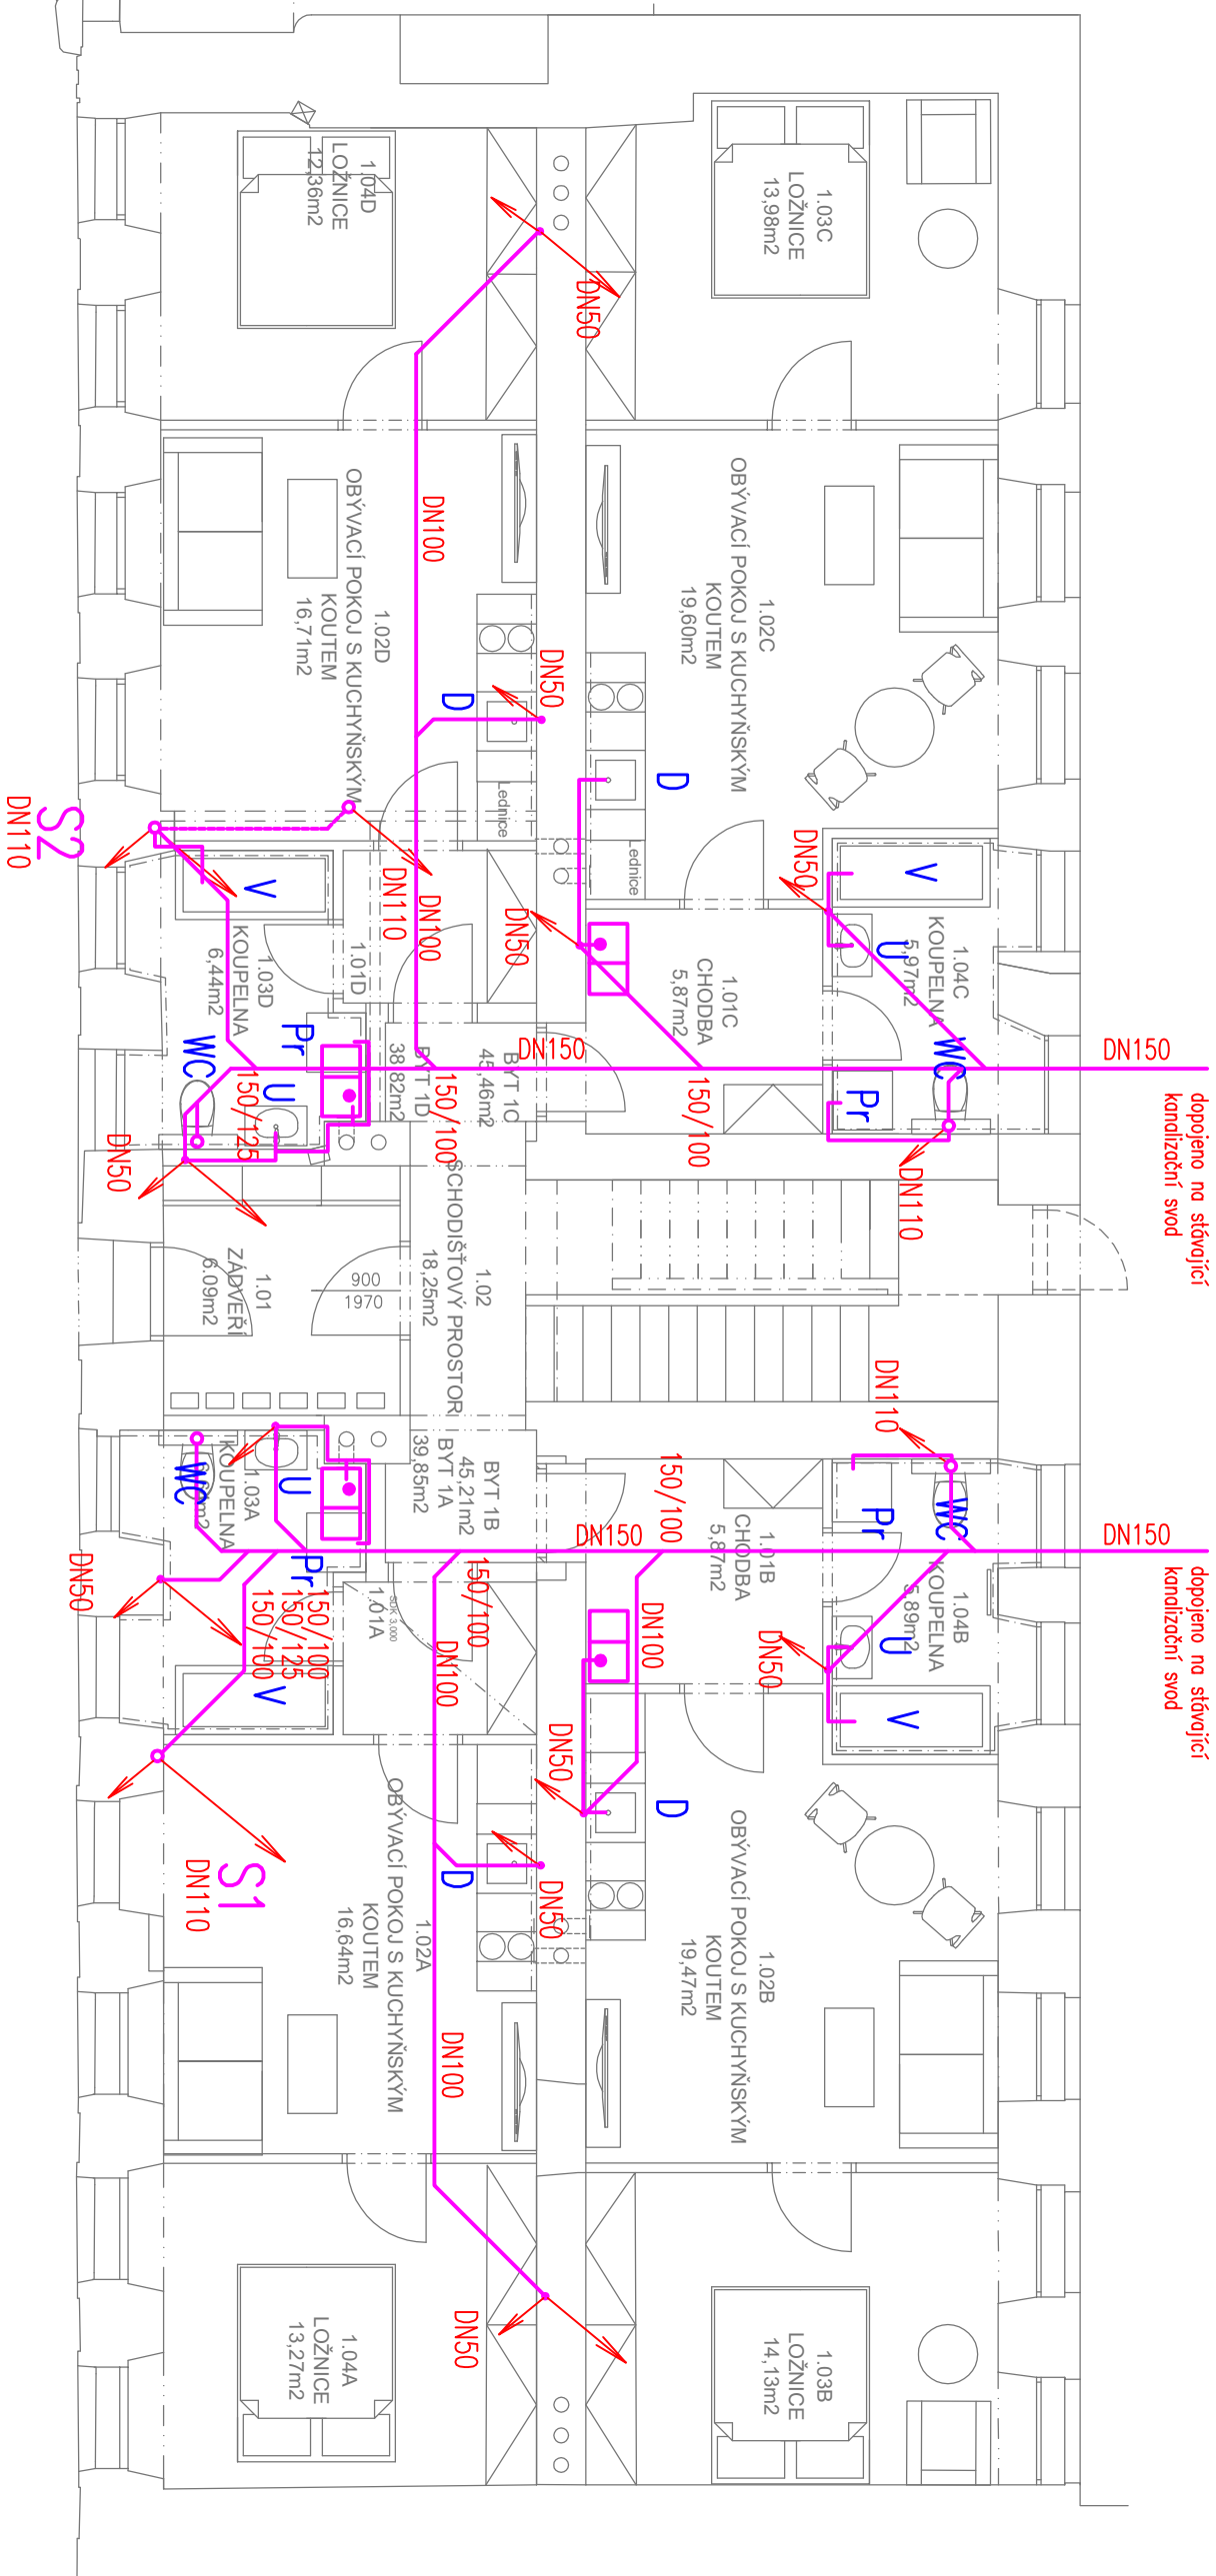 dopojeno na stávající
kanalizační svod
DN150
dopojeno na stávající
kanalizační svod
DN150
1.03C
LOŽNICE
13,98m2
1.04D
LOŽNICE
12,36m2
DN50
1.02C
OBÝVACÍ POKOJ S KUCHYŇSKÝM
KOUTEM
19,60m2
1.02D
OBÝVACÍ POKOJ S KUCHYŇSKÝM
KOUTEM
16,71m2
DN100
DN50
D
D
Lednice
Lednice
S2
DN110
DN110
DN100
DN50
DN50
V
V
U
1.04C
KOUPELNA
5,97m2
1.01C
CHODBA
5,87m2
1.01D
1.03D
KOUPELNA
6,44m2
WC
Pr
DN110
DN150
150/100
BYT 1C
45,46m2
BYT 1D
38,82m2
150/100
Pr
U
WC
150/125
DN50
1.02
SCHODIŠŤOVÝ PROSTOR
18,25m2
1.01
ZÁDVEŘÍ
6.09m2
900
1970
DN110
WC
Pr
150/100
DN150
BYT 1B
45,21m2
BYT 1A
39,85m2
1.03A
KOUPELNA
U
WC
Pr
DN50
1.04B
KOUPELNA
5,89m2
U
V
DN50
1.01B
CHODBA
5,87m2
DN100
150/100
DN100
1.01A
SDK 3.000
150/100
150/125
150/100
V
DN50
D
S1
DN110
DN50
D
1.02B
OBÝVACÍ POKOJ S KUCHYŇSKÝM
KOUTEM
19,47m2
1.02A
OBÝVACÍ POKOJ S KUCHYŇSKÝM
KOUTEM
16,64m2
DN100
DN50
1.03B
LOŽNICE
14,13m2
1.04A
LOŽNICE
13,27m2